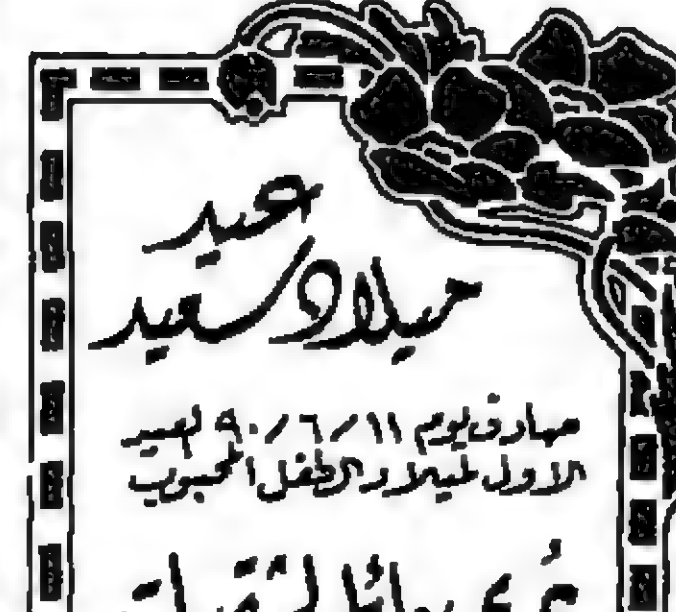 عيد
ميلاد سعيد
يصادف يوم ١١/٦/٩٠ العيد
الاول لميلاد الطفل المحبوب